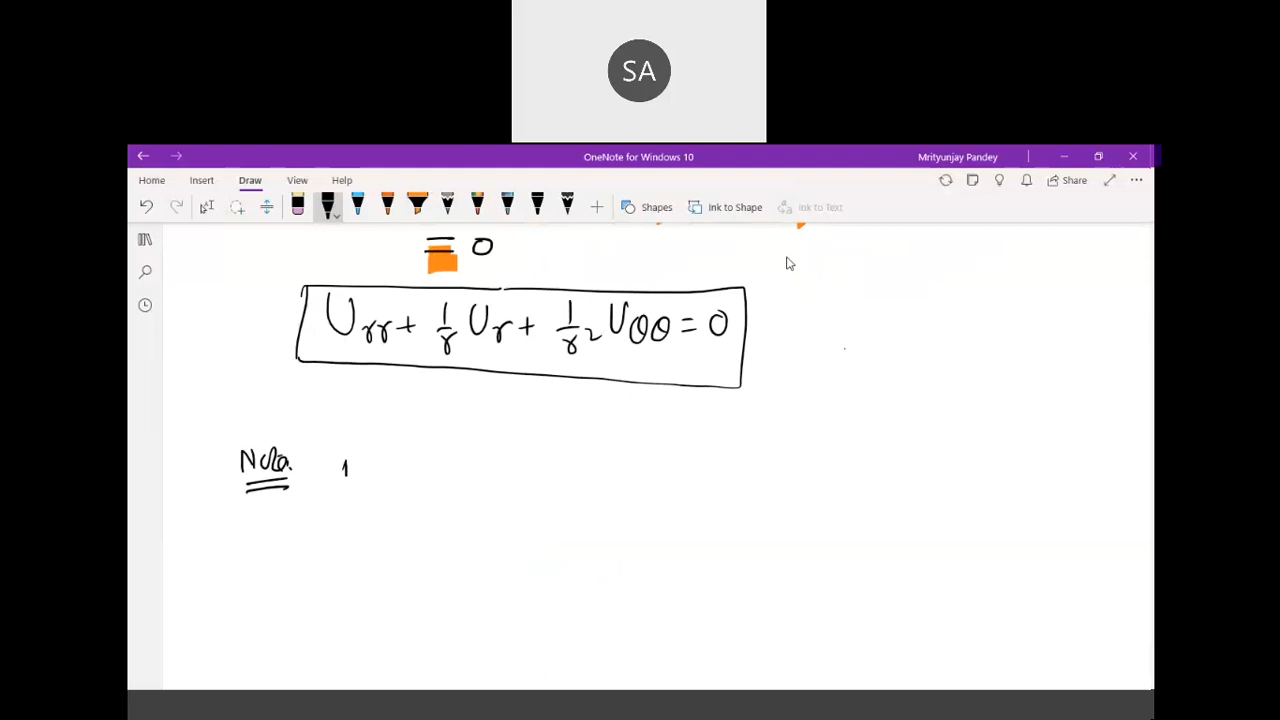 SA
OneNote for Windows 10
Mrityunjay Pandey
Home Insert Draw View Help
Share
Shapes
Ink to Shape
Ink to Text
= 0
U_rr + 1/r U_r + 1/r² U_θθ = 0
Note. 1